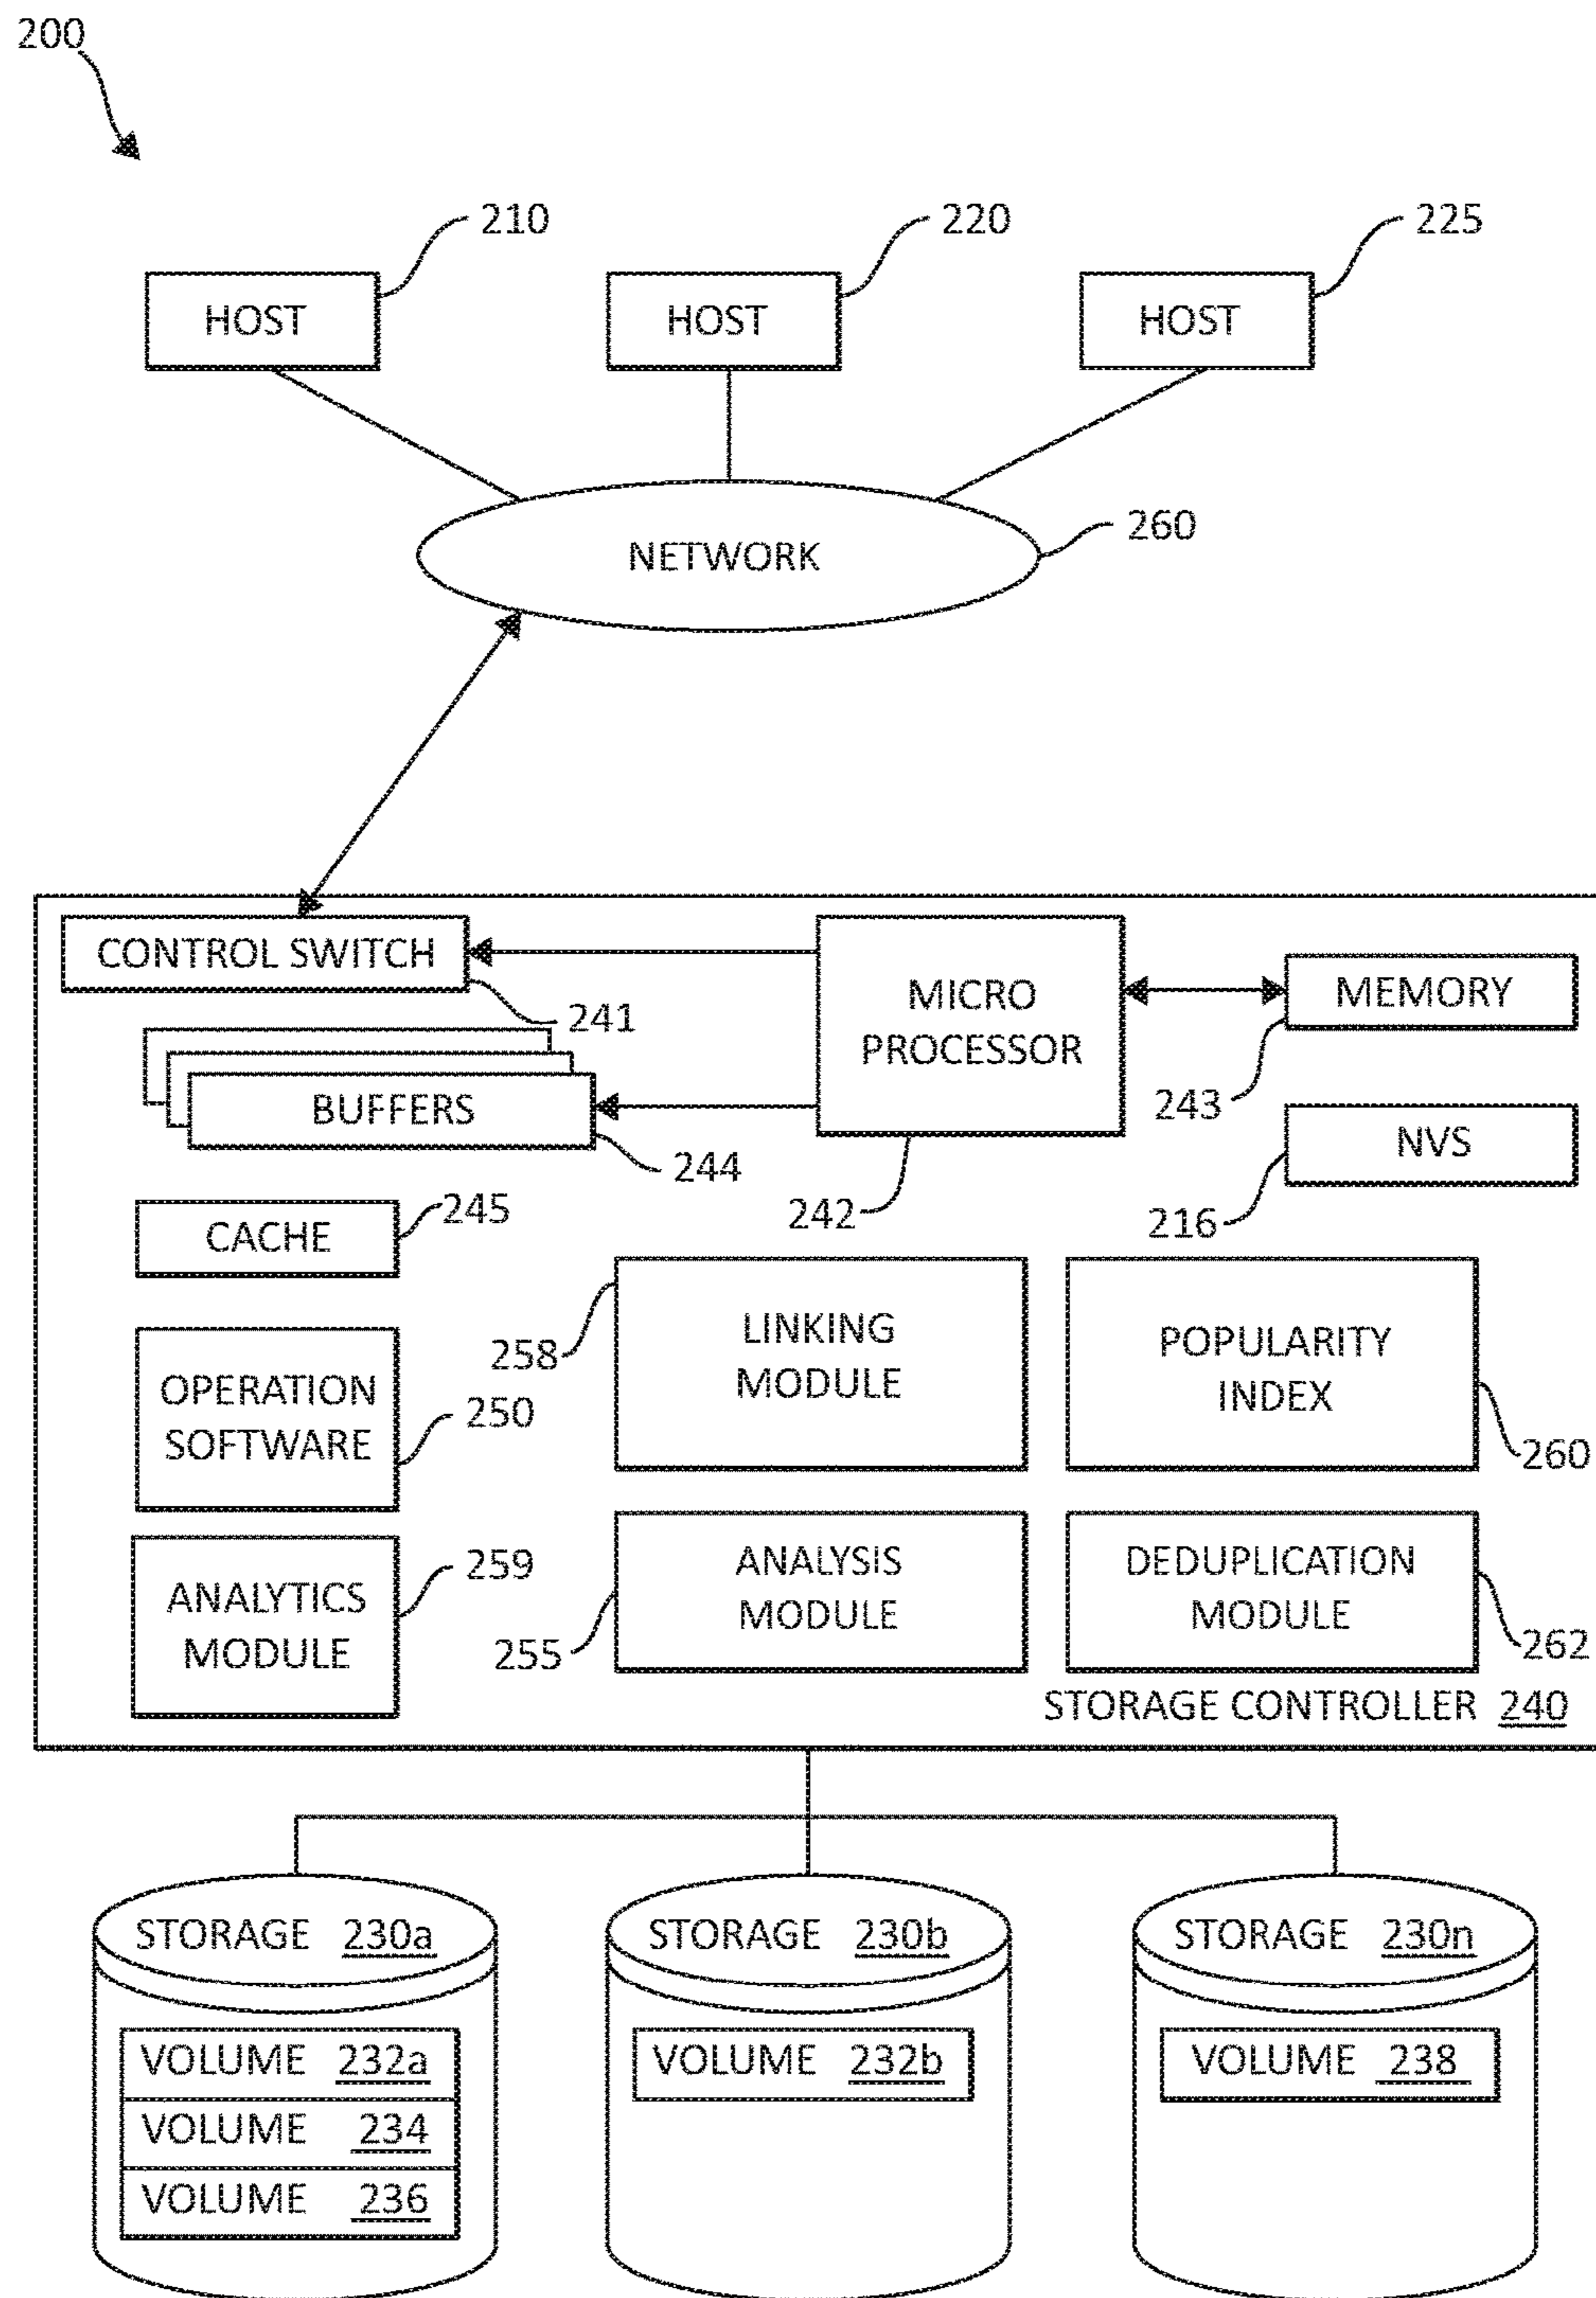 200
210
220
225
HOST
HOST
HOST
260
NETWORK
CONTROL SWITCH
241
MICRO
PROCESSOR
MEMORY
243
BUFFERS
244
242
NVS
216
CACHE
245
258
LINKING
MODULE
POPULARITY
INDEX
260
OPERATION
SOFTWARE
250
ANALYTICS
MODULE
259
255
ANALYSIS
MODULE
DEDUPLICATION
MODULE
262
STORAGE CONTROLLER 240
STORAGE 230a
STORAGE 230b
STORAGE 230n
VOLUME 232a
VOLUME 234
VOLUME 236
VOLUME 232b
VOLUME 238